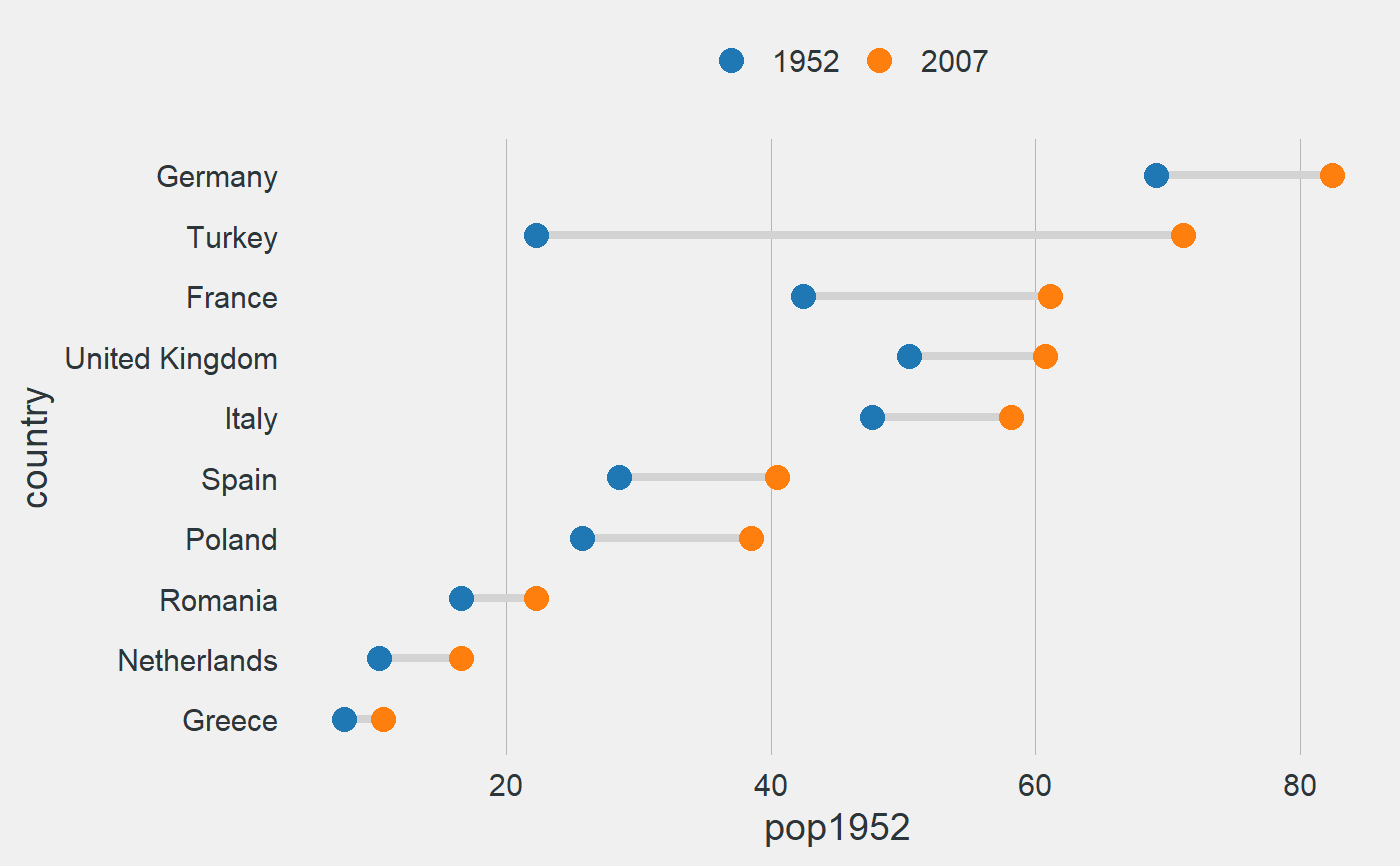 1952 2007
Germany
Turkey
France
United Kingdom
Italy
Spain
Poland
Romania
Netherlands
Greece
country
20 40 60 80
pop1952